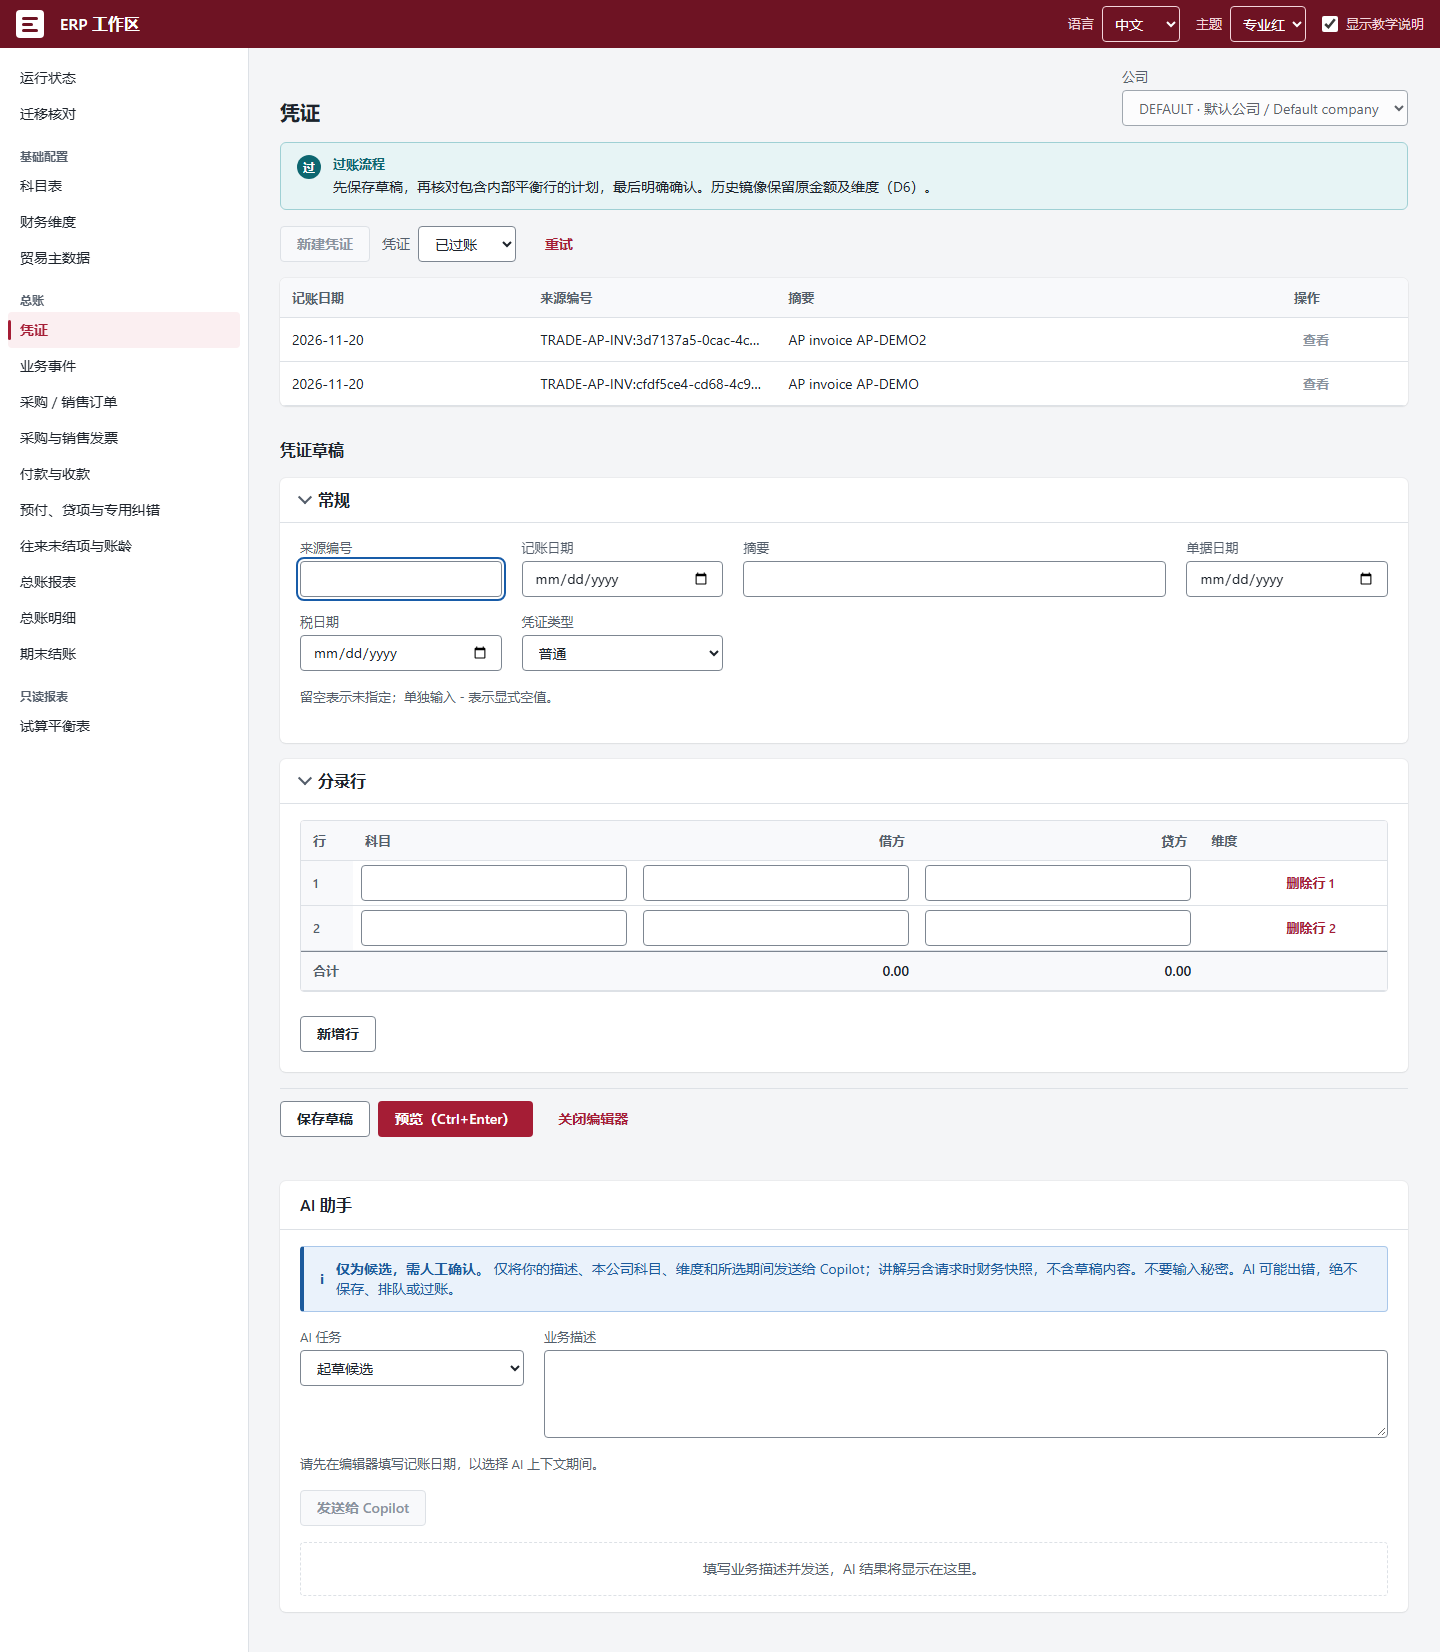 ERP 工作区
语言 中文 主题 专业红 显示教学说明
运行状态
迁移核对
基础配置
科目表
财务维度
贸易主数据
总账
凭证
业务事件
采购 / 销售订单
采购与销售发票
付款与收款
预付、贷项与专用纠错
往来未结项与账龄
总账报表
总账明细
期末结账
只读报表
试算平衡表
公司
凭证
DEFAULT · 默认公司 / Default company
过
过账流程
先保存草稿，再核对包含内部平衡行的计划，最后明确确认。历史镜像保留原金额及维度（D6）。
新建凭证 凭证 已过账 重试
记账日期 来源编号 摘要 操作
2026-11-20 TRADE-AP-INV:3d7137a5-0cac-4c... AP invoice AP-DEMO2 查看
2026-11-20 TRADE-AP-INV:cfdf5ce4-cd68-4c9... AP invoice AP-DEMO 查看
凭证草稿
常规
来源编号 记账日期 摘要 单据日期
mm/dd/yyyy mm/dd/yyyy
税日期 凭证类型
mm/dd/yyyy 普通
留空表示未指定；单独输入 - 表示显式空值。
分录行
行 科目 借方 贷方 维度
1 删除行 1
2 删除行 2
合计 0.00 0.00
新增行
保存草稿 预览（Ctrl+Enter） 关闭编辑器
AI 助手
i
仅为候选，需人工确认。 仅将你的描述、本公司科目、维度和所选期间发送给 Copilot；讲解另含请求时财务快照，不含草稿内容。不要输入秘密。AI 可能出错，绝不
保存、排队或过账。
AI 任务 业务描述
起草候选
请先在编辑器填写记账日期，以选择 AI 上下文期间。
发送给 Copilot
填写业务描述并发送，AI 结果将显示在这里。